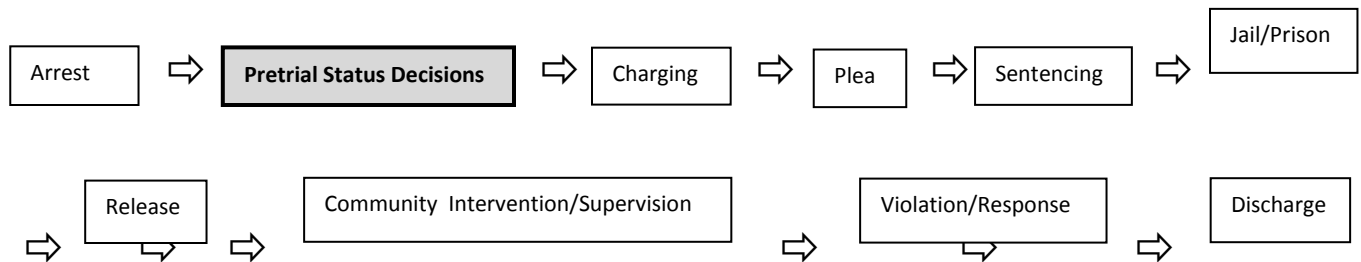 Jail/Prison
Arrest
Pretrial Status Decisions
Charging
Plea
Sentencing
Release
Community Intervention/Supervision
Violation/Response
Discharge